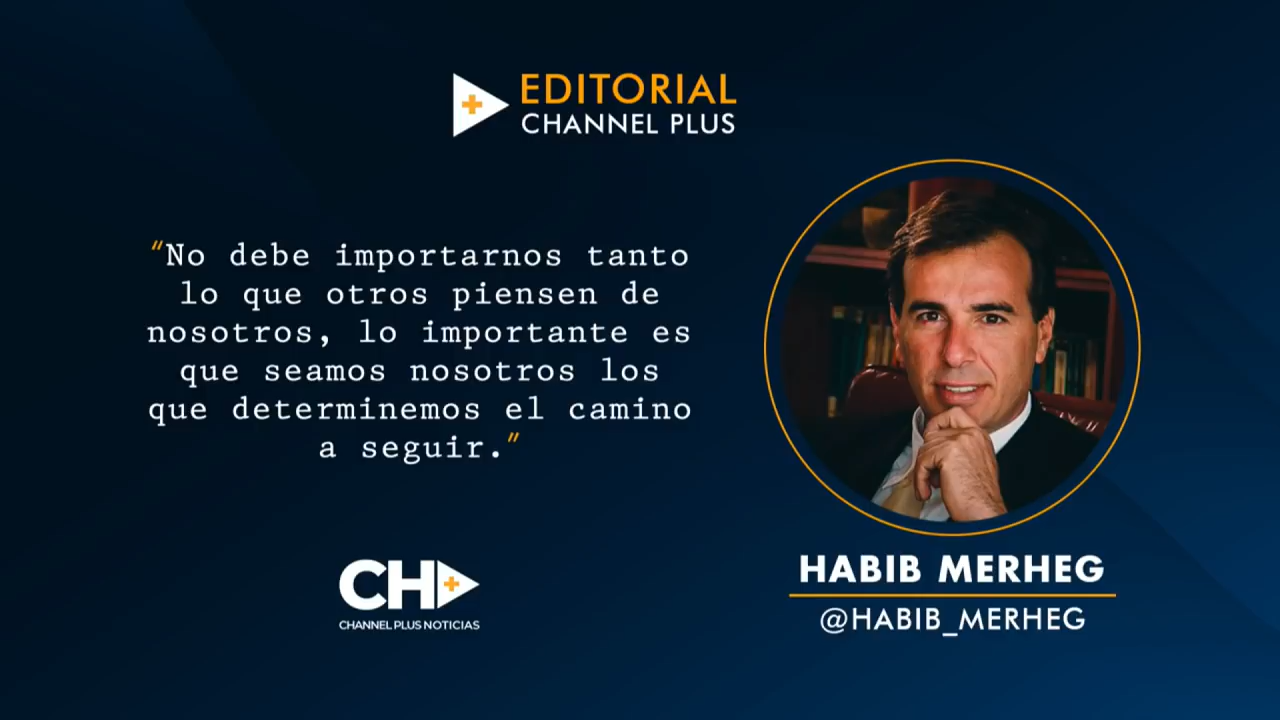 EDITORIAL
CHANNEL PLUS
“No debe importarnos tanto
lo que otros piensen de
nosotros, lo importante es
que seamos nosotros los
que determinemos el camino
a seguir.”
CH+
CHANNEL PLUS NOTICIAS
HABIB MERHEG
@HABIB_MERHEG